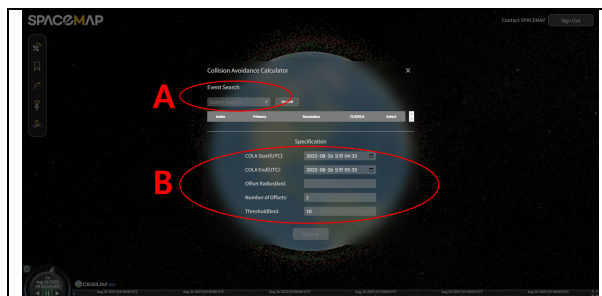 SPACEMAP
Contact SPACEMAP
Sign Out
Collision Avoidance Calculator
×
A
Event Search
Search
Index Primary Secondary TCA/DCA Select
Specification
B
COLA Start(UTC) 2022-08-26 오전 04:35
COLA End(UTC) 2022-08-26 오전 05:35
Offset Radius(km)
Number of Offsets 1
Threshold(km) 10
Submit
CESIUM ion